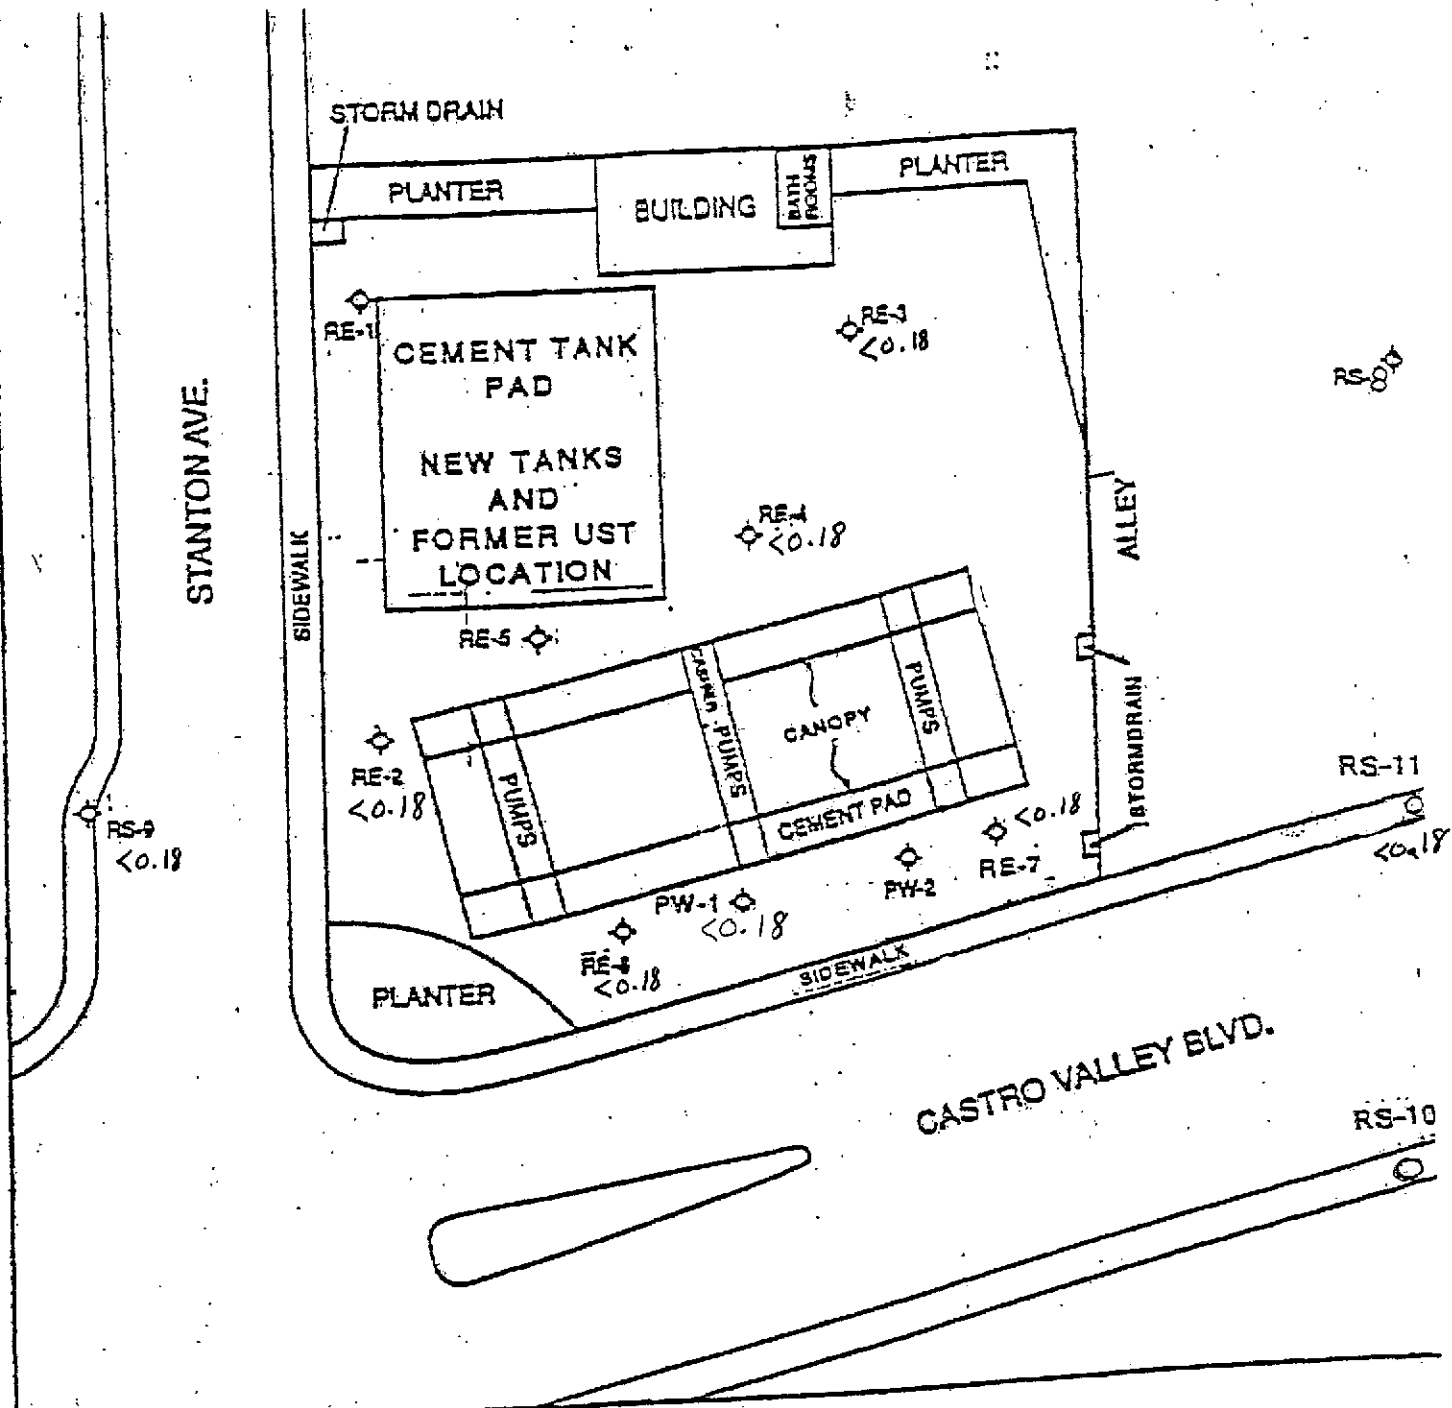 STORM DRAIN
PLANTER
BUILDING
BATH
ROOMS
PLANTER
RE-1
CEMENT TANK
PAD
NEW TANKS
AND
FORMER UST
LOCATION
RE-3
<0.18
RS-8
STANTON AVE.
SIDEWALK
RE-4
<0.18
ALLEY
RE-5
PUMPS
PUMPS
CANOPY
PUMPS
STORMDRAIN
RE-2
<0.18
RS-9
<0.18
CEMENT PAD
<0.18
RE-7
RS-11
<0.18
PW-1
<0.18
PW-2
<0.18
PLANTER
SIDEWALK
CASTRO VALLEY BLVD.
RS-10